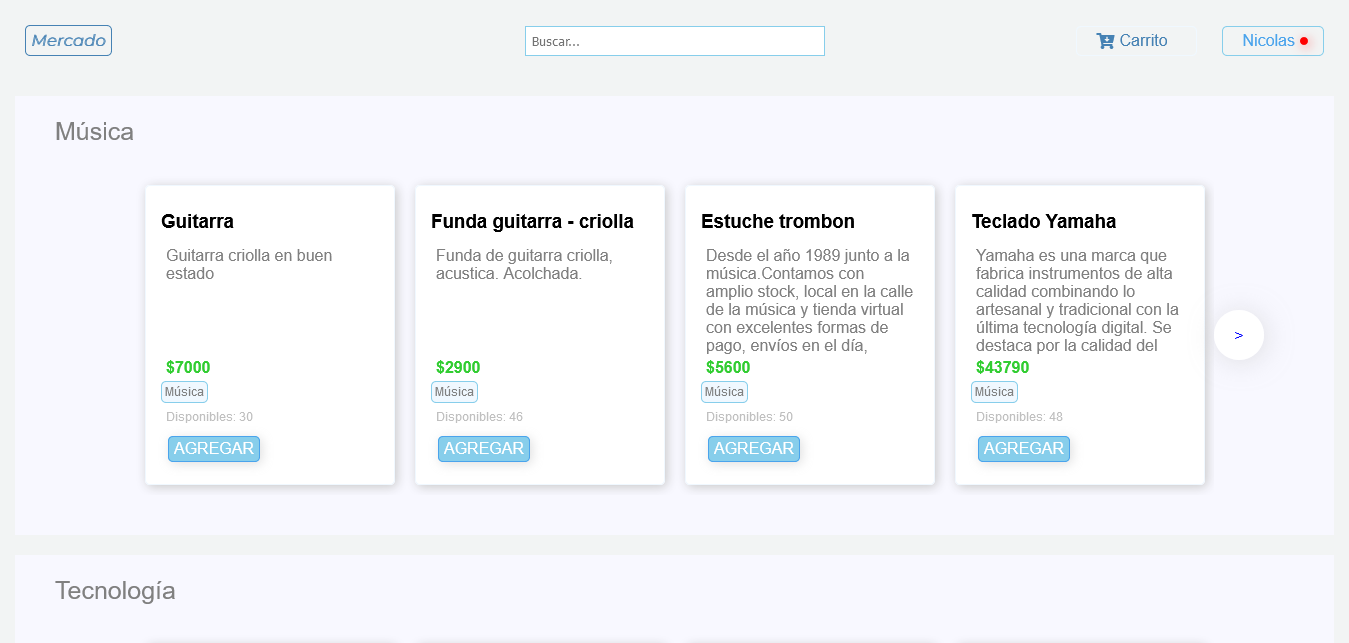 Mercado
Buscar...
Carrito
Nicolas
Música
Guitarra
Guitarra criolla en buen
estado
$7000
Música
Disponibles: 30
AGREGAR
Funda guitarra - criolla
Funda de guitarra criolla,
acustica. Acolchada.
$2900
Música
Disponibles: 46
AGREGAR
Estuche trombon
Desde el año 1989 junto a la
música.Contamos con
amplio stock, local en la calle
de la música y tienda virtual
con excelentes formas de
pago, envíos en el día,
$5600
Música
Disponibles: 50
AGREGAR
Teclado Yamaha
Yamaha es una marca que
fabrica instrumentos de alta
calidad combinando lo
artesanal y tradicional con la
última tecnología digital. Se
destaca por la calidad del
$43790
Música
Disponibles: 48
AGREGAR
>
Tecnología